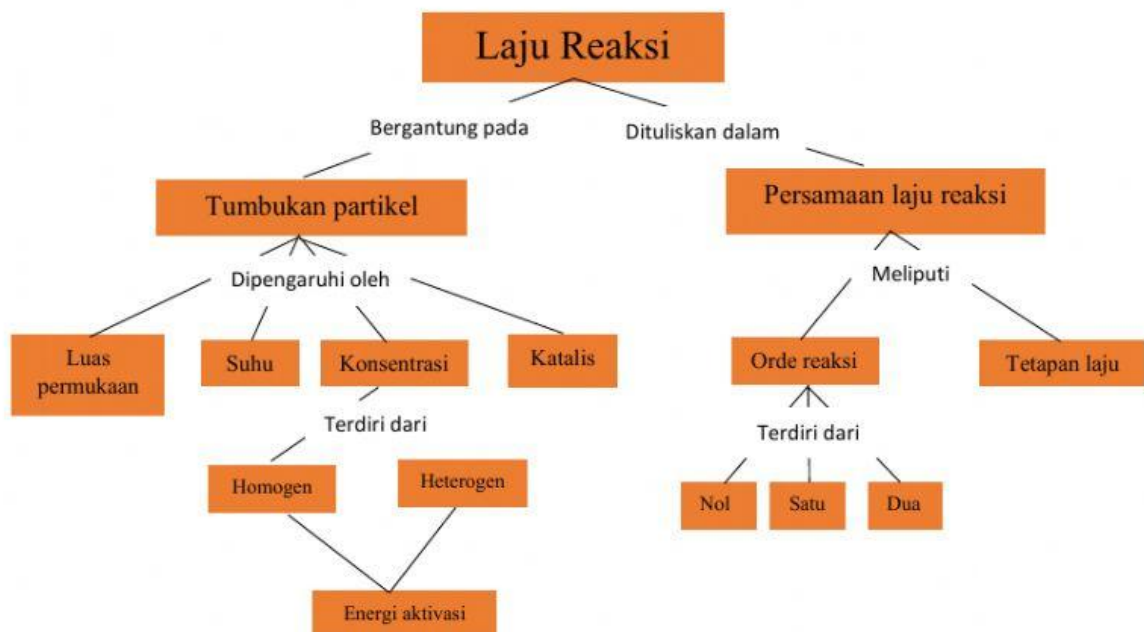 Laju Reaksi
Bergantung pada
Dituliskan dalam
Tumbukan partikel
Persamaan laju reaksi
Dipengaruhi oleh
Meliputi
Luas
permukaan
Suhu
Konsentrasi
Katalis
Orde reaksi
Tetapan laju
Terdiri dari
Terdiri dari
Homogen
Heterogen
Nol
Satu
Dua
Energi aktivasi